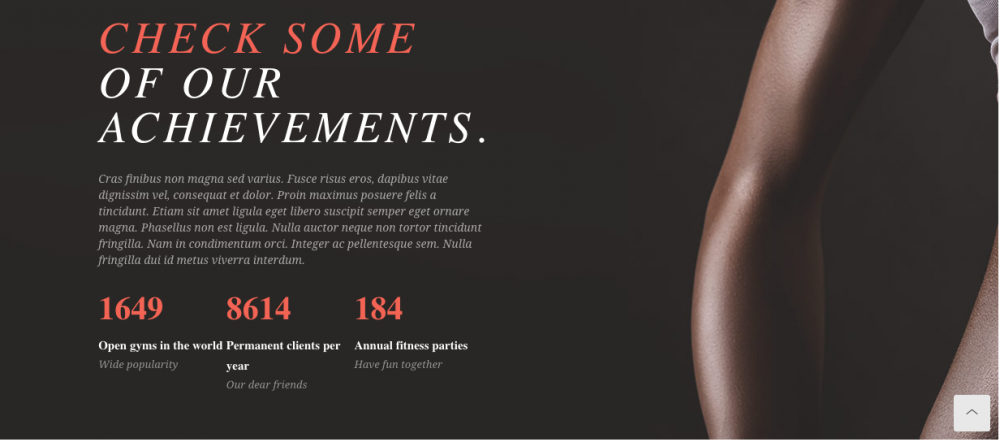 CHECK SOME
OF OUR
ACHIEVEMENTS.
Cras finibus non magna sed varius. Fusce risus eros, dapibus vitae
dignissim vel, consequat et dolor. Proin maximus posuere felis a
tincidunt. Etiam sit amet ligula eget libero suscipit semper eget ornare
magna. Phasellus non est ligula. Nulla auctor neque non tortor tincidunt
fringilla. Nam in condimentum orci. Integer ac pellentesque sem. Nulla
fringilla dui id metus viverra interdum.
1649
Open gyms in the world
Wide popularity
8614
Permanent clients per
year
Our dear friends
184
Annual fitness parties
Have fun together